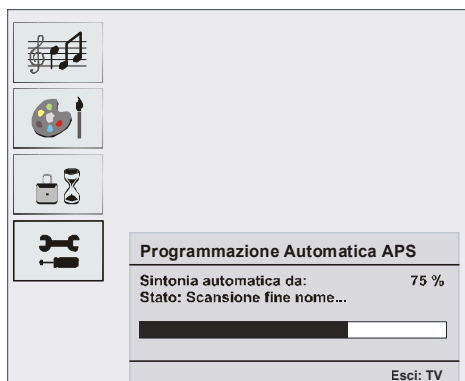 Programmazione Automatica APS
Sintonia automatica da: 75 %
Stato: Scansione fine nome...
Esci: TV